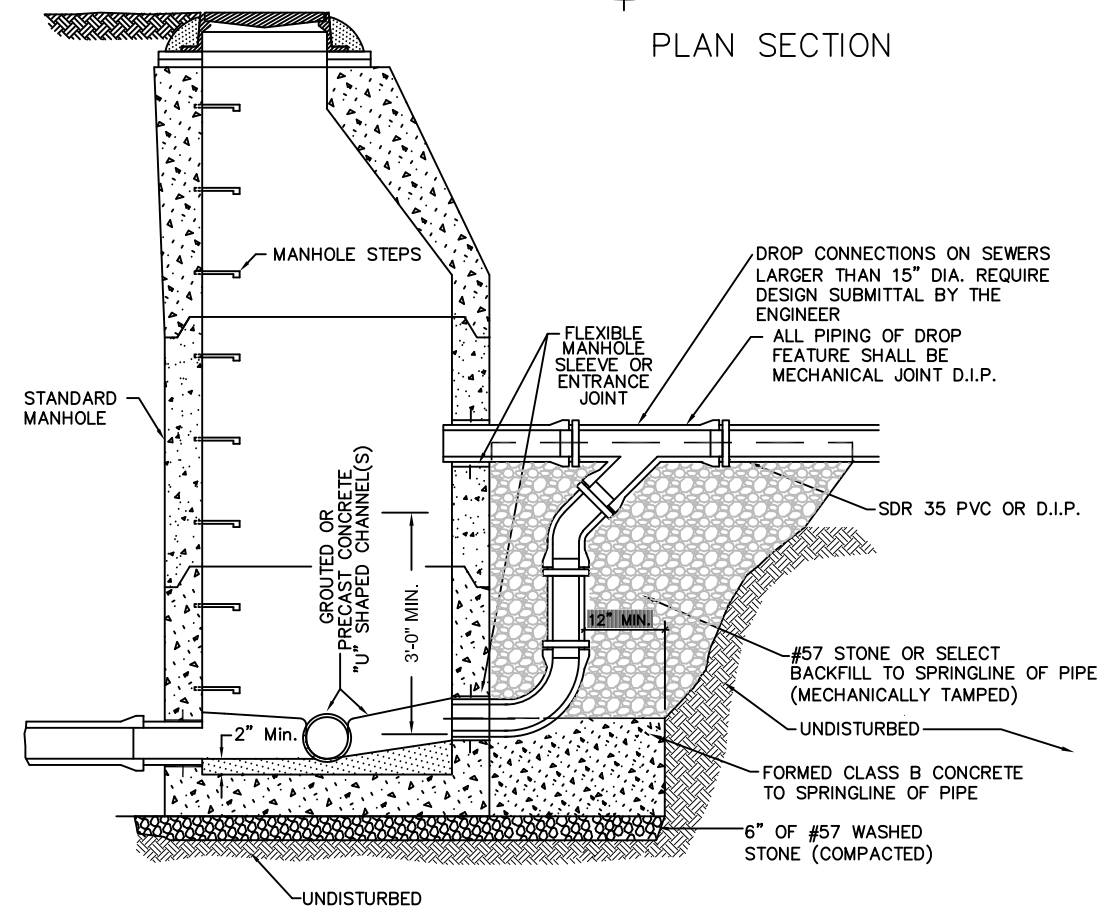 PLAN SECTION
MANHOLE STEPS
DROP CONNECTIONS ON SEWERS
LARGER THAN 15" DIA. REQUIRE
DESIGN SUBMITTAL BY THE
ENGINEER
ALL PIPING OF DROP
FEATURE SHALL BE
MECHANICAL JOINT D.I.P.
FLEXIBLE
MANHOLE
SLEEVE OR
ENTRANCE
JOINT
STANDARD
MANHOLE
GROUTED OR
PRECAST CONCRETE
"U" SHAPED CHANNEL(S)
3'-0" MIN.
SDR 35 PVC OR D.I.P.
12" MIN.
#57 STONE OR SELECT
BACKFILL TO SPRINGLINE OF PIPE
(MECHANICALLY TAMPED)
2" Min.
UNDISTURBED
FORMED CLASS B CONCRETE
TO SPRINGLINE OF PIPE
6" OF #57 WASHED
STONE (COMPACTED)
UNDISTURBED